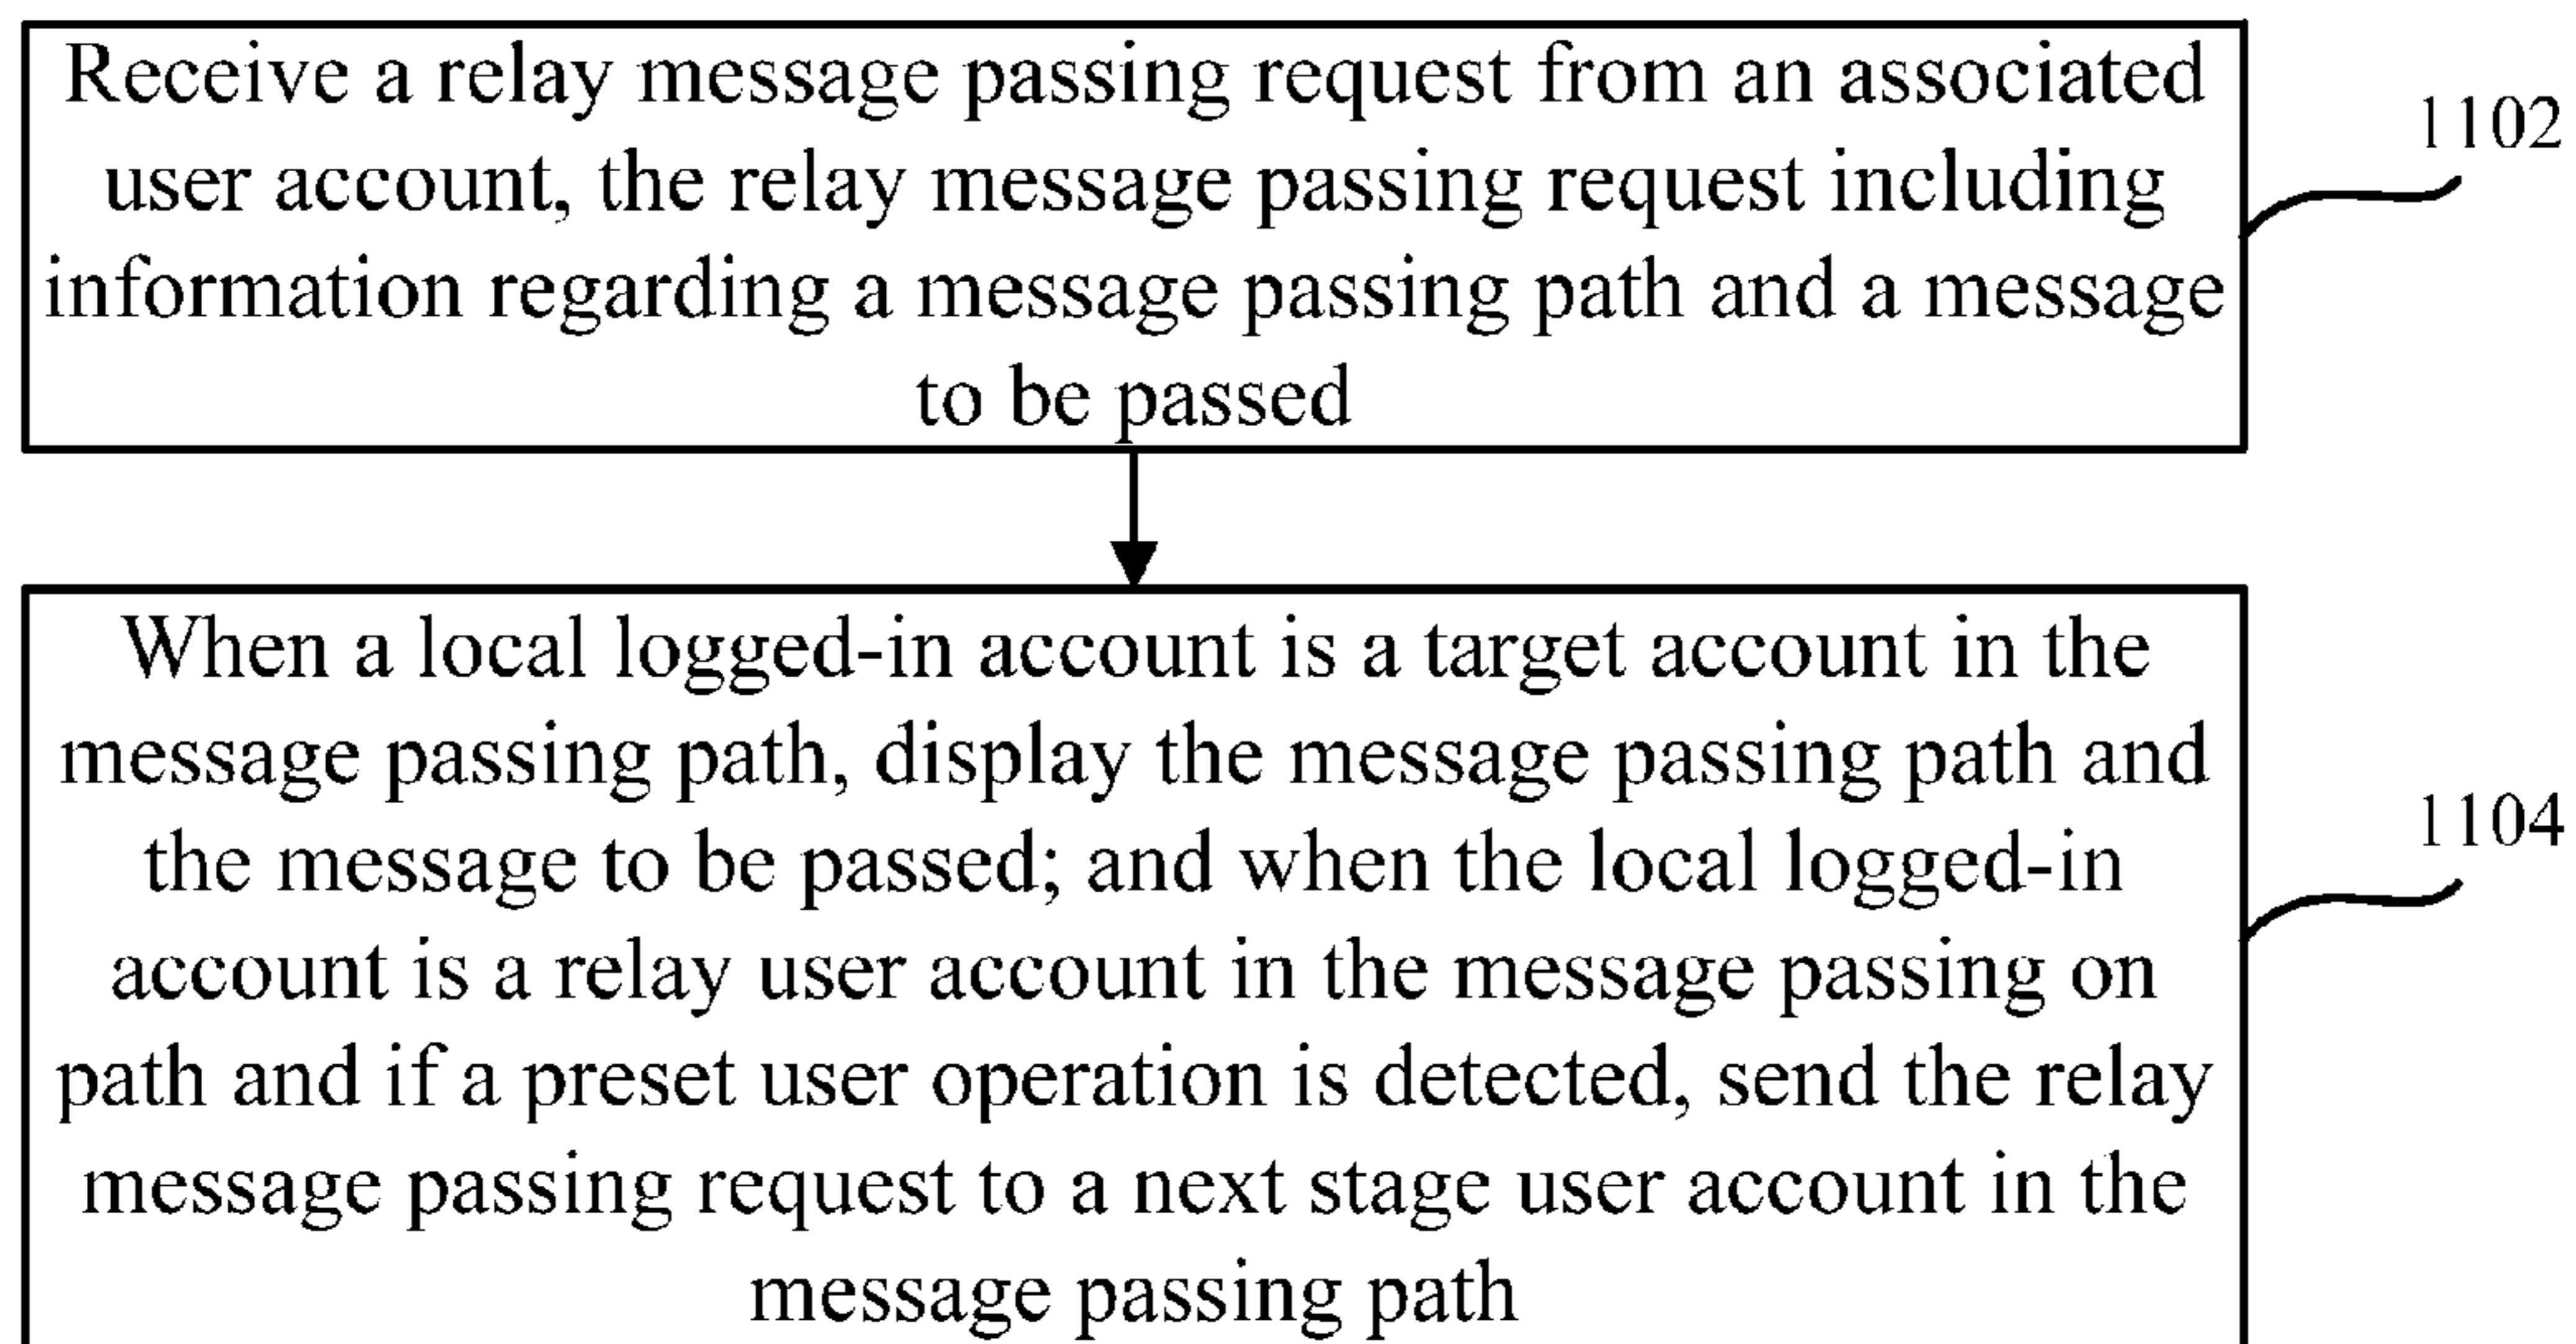 Receive a relay message passing request from an associated
user account, the relay message passing request including
information regarding a message passing path and a message
to be passed
1102
When a local logged-in account is a target account in the
message passing path, display the message passing path and
the message to be passed; and when the local logged-in
account is a relay user account in the message passing on
path and if a preset user operation is detected, send the relay
message passing request to a next stage user account in the
message passing path
1104